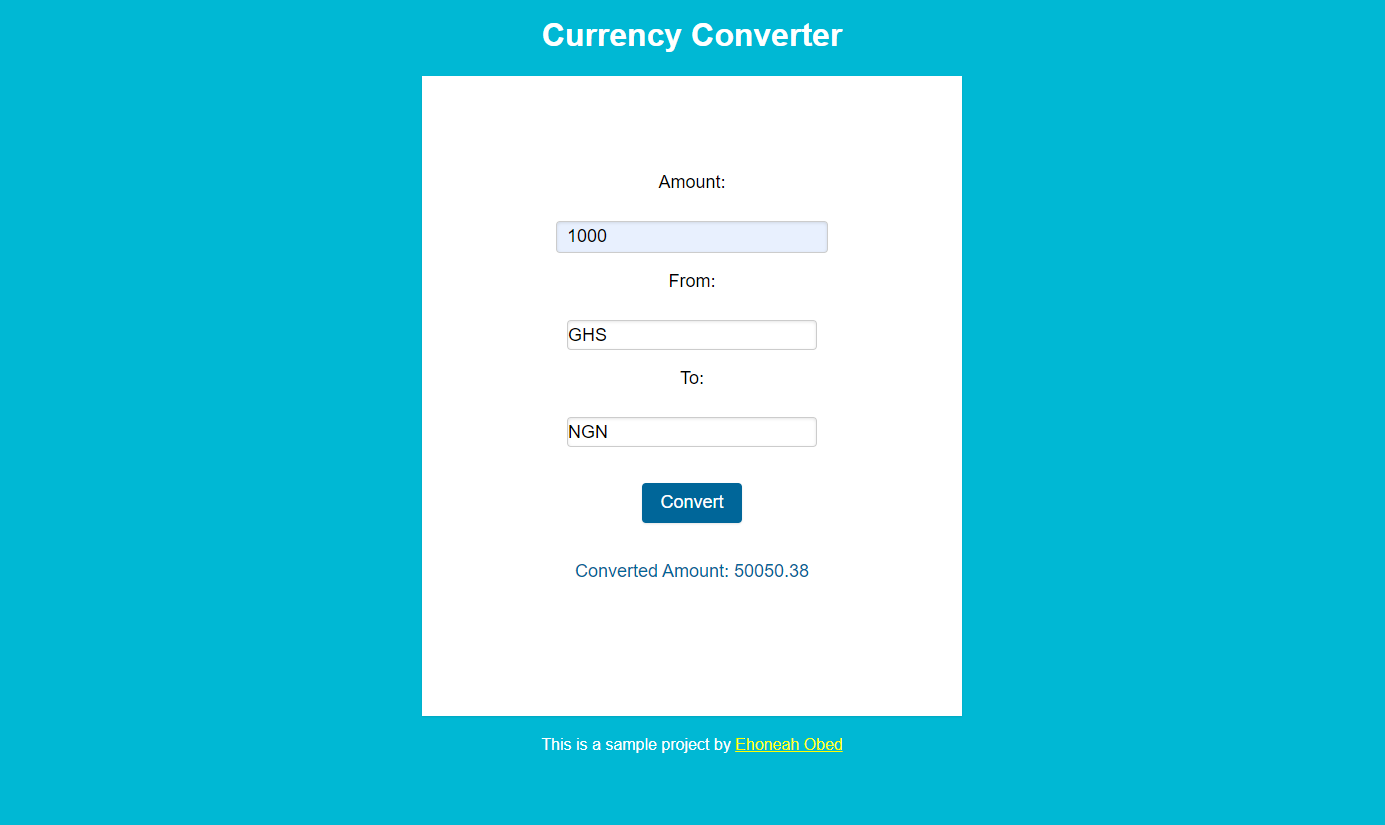 Currency Converter
Amount:
1000
From:
GHS
To:
NGN
Convert
Converted Amount: 50050.38
This is a sample project by Ehoneah Obed